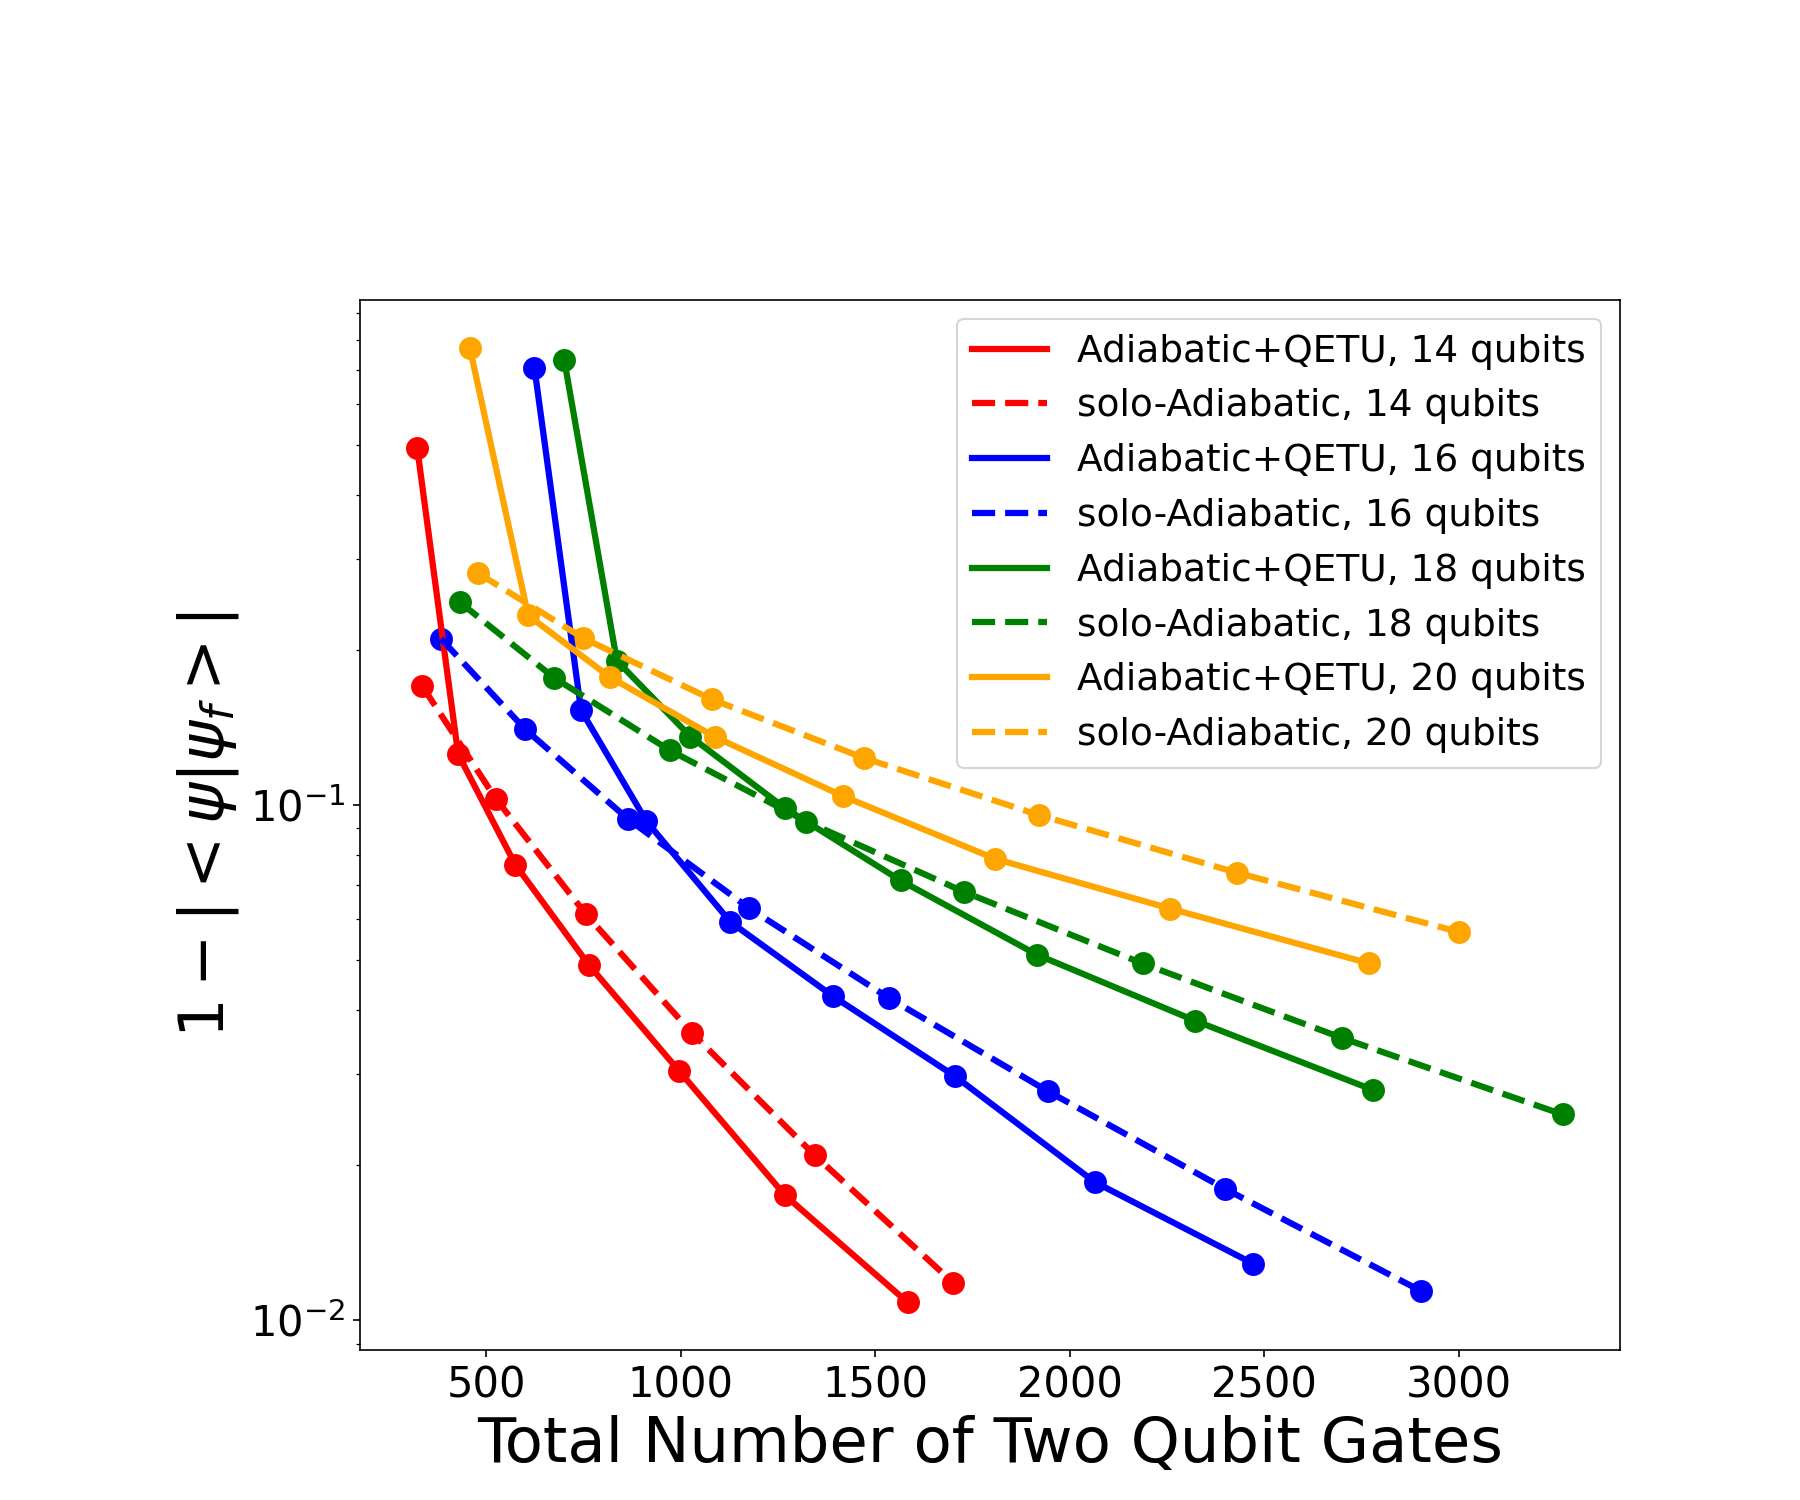 Adiabatic+QETU, 14 qubits
solo-Adiabatic, 14 qubits
Adiabatic+QETU, 16 qubits
solo-Adiabatic, 16 qubits
Adiabatic+QETU, 18 qubits
solo-Adiabatic, 18 qubits
Adiabatic+QETU, 20 qubits
solo-Adiabatic, 20 qubits
1 − | < ψ|ψ_f > |
10⁻¹
10⁻²
500 1000 1500 2000 2500 3000
Total Number of Two Qubit Gates